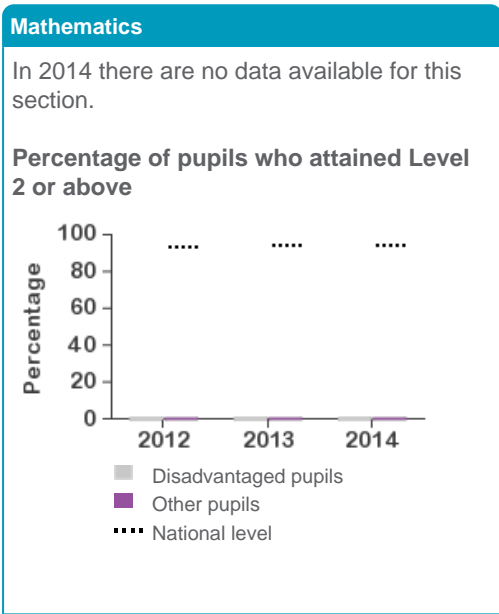 Mathematics
In 2014 there are no data available for this
section.
Percentage of pupils who attained Level
2 or above
100
80
60
40
20
0
Percentage
2012 2013 2014
Disadvantaged pupils
Other pupils
National level